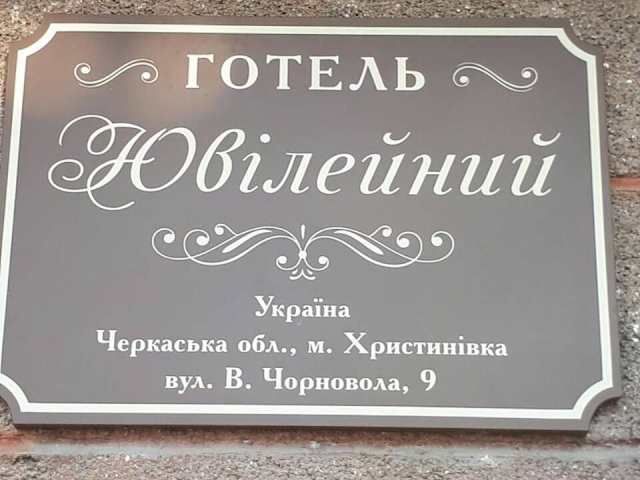 ГОТЕЛЬ
Ювілейний
Україна
Черкаська обл., м. Христинівка
вул. В. Чорновола, 9